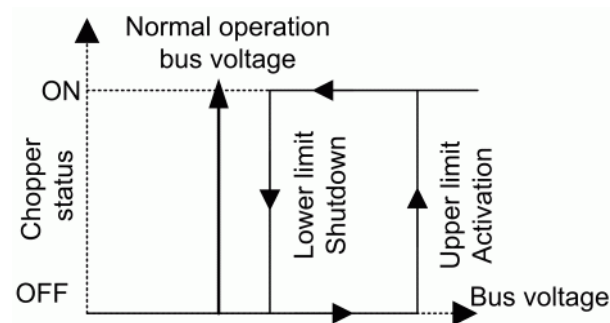 Normal operation
bus voltage
ON
Chopper
status
Lower limit
Shutdown
Upper limit
Activation
OFF
Bus voltage